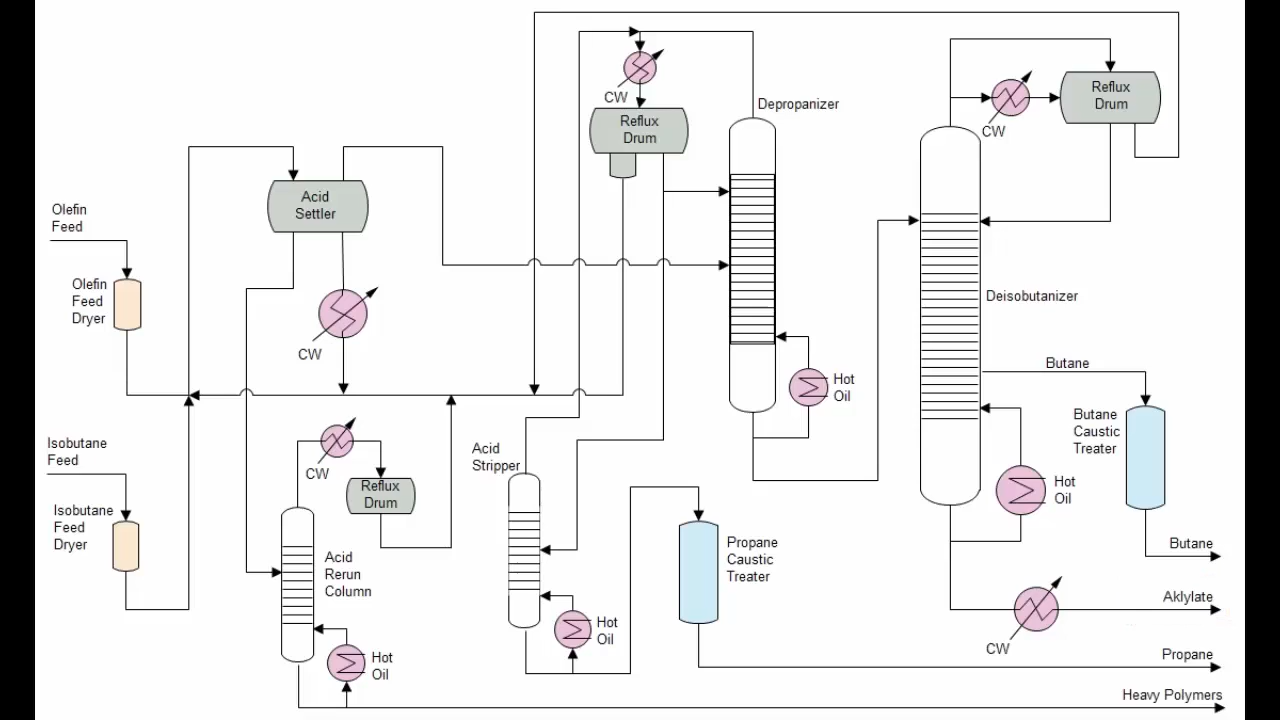 Olefin
Feed
Olefin
Feed
Dryer
Isobutane
Feed
Isobutane
Feed
Dryer
Acid
Settler
CW
CW
Reflux
Drum
Acid
Rerun
Column
Hot
Oil
Acid
Stripper
Hot
Oil
CW
Reflux
Drum
Depropanizer
Hot
Oil
Propane
Caustic
Treater
CW
Reflux
Drum
Deisobutanizer
Butane
Butane
Caustic
Treater
Hot
Oil
CW
Butane
Aklylate
Propane
Heavy Polymers